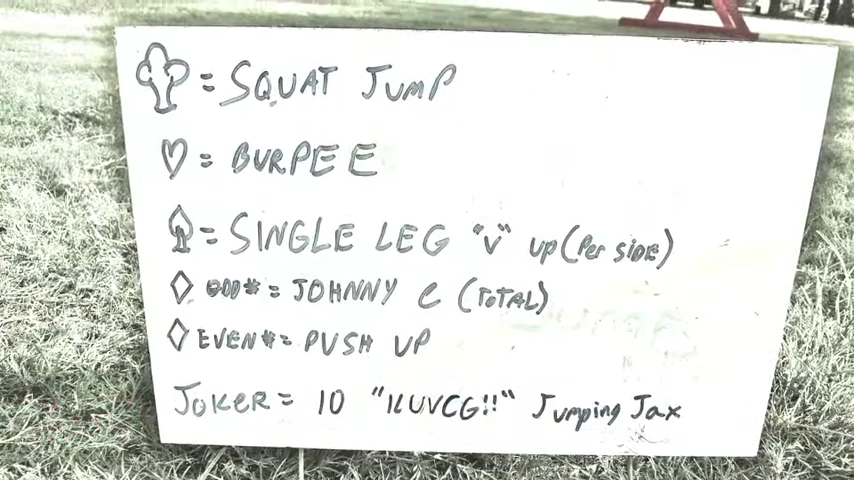 ♣ = SQUAT JUMP
♡ = BURPEE
♠ = SINGLE LEG "V" UP (Per SIDE)
♢ ODD # = JOHNNY C (TOTAL)
♢ EVEN # = PUSH UP
JOKER = 10 "ILUVCG!!" Jumping Jax